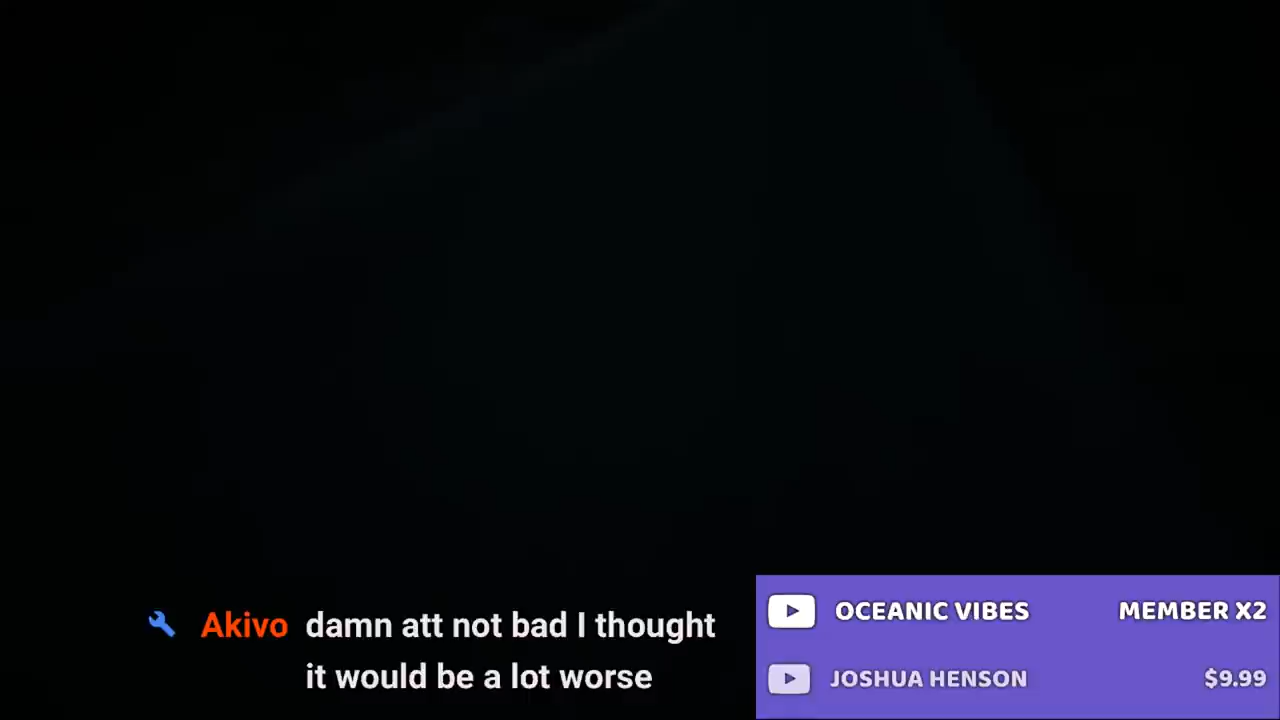 Akivo damn att not bad I thought
it would be a lot worse
OCEANIC VIBES MEMBER X2
JOSHUA HENSON $9.99